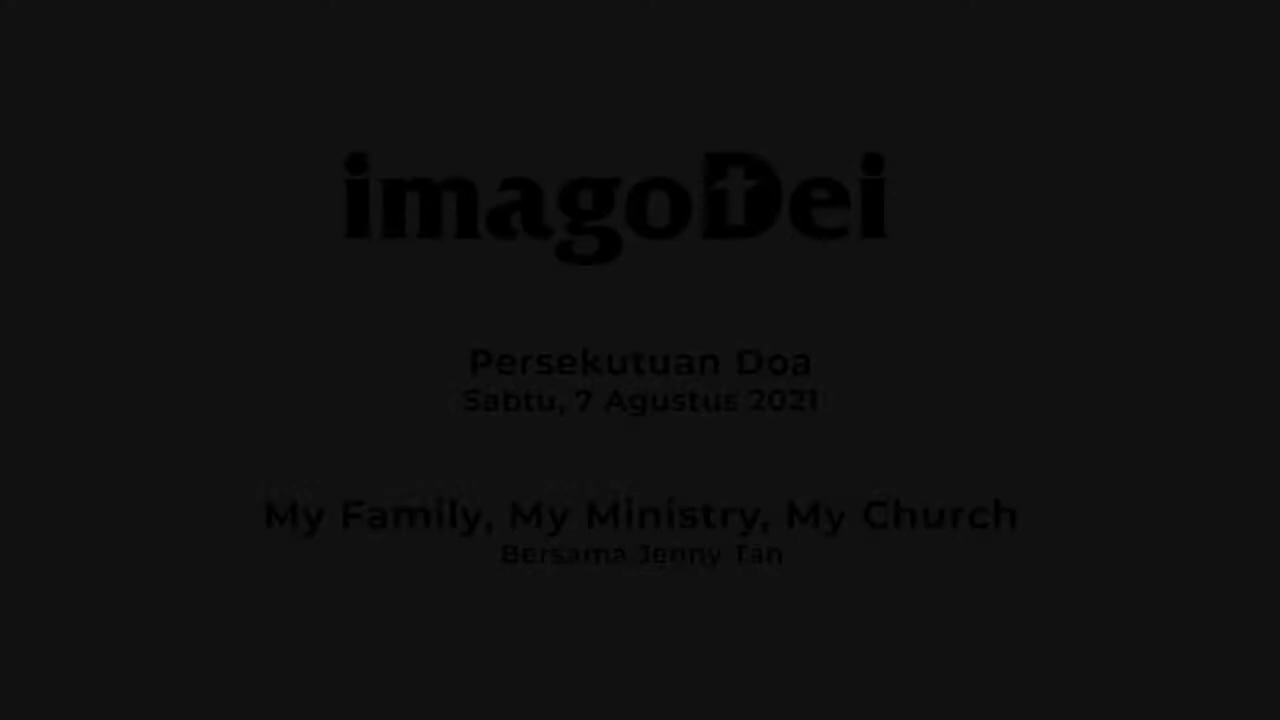 imagoDei
Persekutuan Doa
Sabtu, 7 Agustus 2021
My Family, My Ministry, My Church
Bersama Jenny Tan